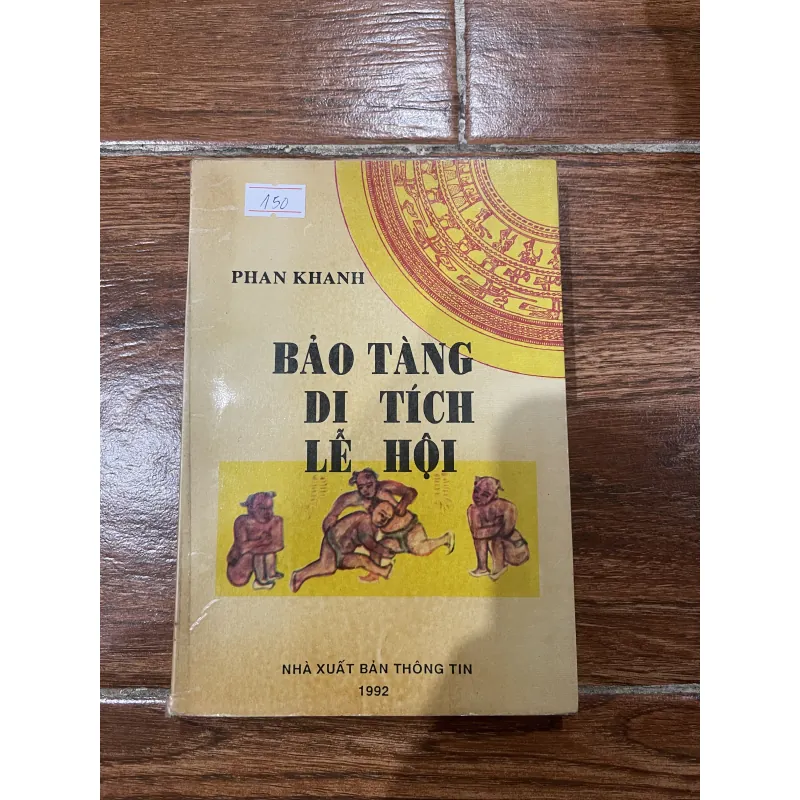 150
PHAN KHANH
BẢO TÀNG
DI TÍCH
LỄ HỘI
NHÀ XUẤT BẢN THÔNG TIN
1992